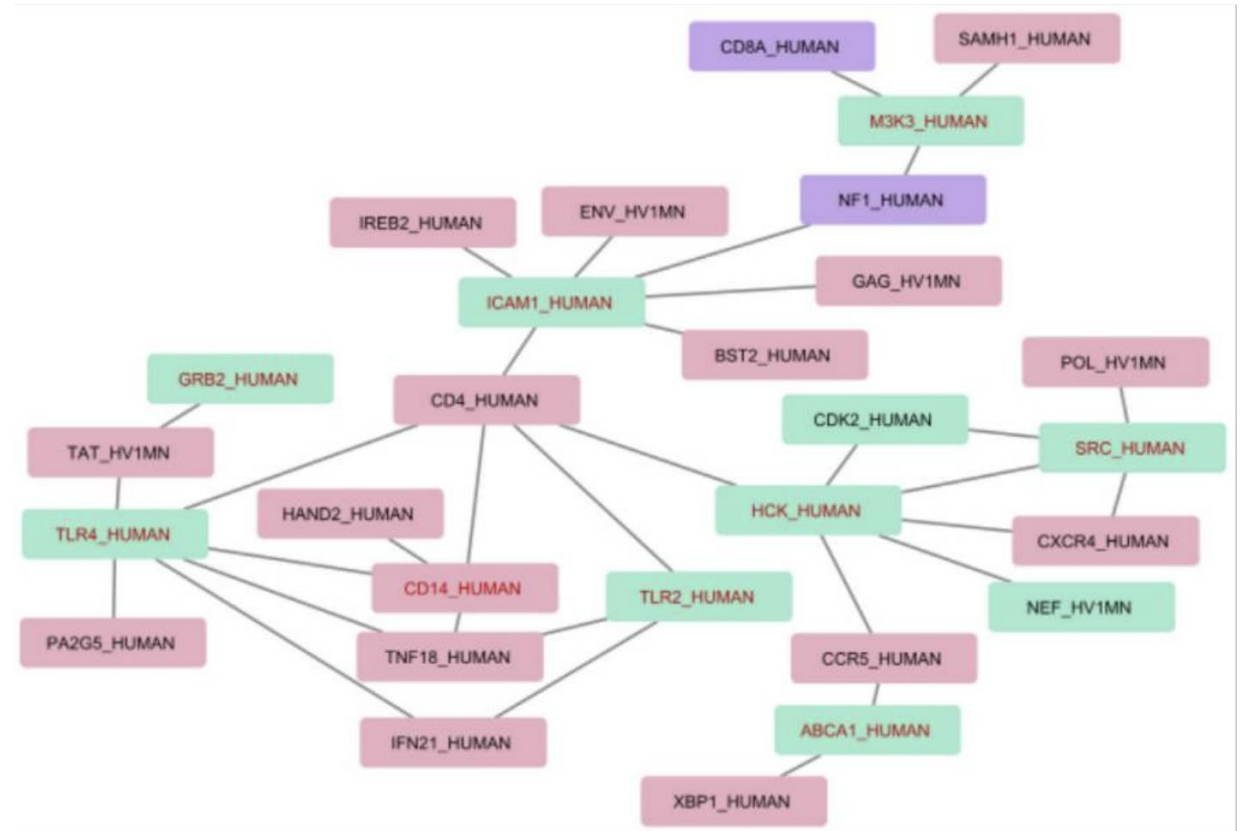 CD8A_HUMAN
SAMH1_HUMAN
M3K3_HUMAN
NF1_HUMAN
IREB2_HUMAN
ENV_HV1MN
GAG_HV1MN
ICAM1_HUMAN
BST2_HUMAN
POL_HV1MN
GRB2_HUMAN
CD4_HUMAN
CDK2_HUMAN
TAT_HV1MN
SRC_HUMAN
HAND2_HUMAN
HCK_HUMAN
TLR4_HUMAN
CXCR4_HUMAN
CD14_HUMAN
TLR2_HUMAN
NEF_HV1MN
PA2G5_HUMAN
TNF18_HUMAN
CCR5_HUMAN
IFN21_HUMAN
ABCA1_HUMAN
XBP1_HUMAN